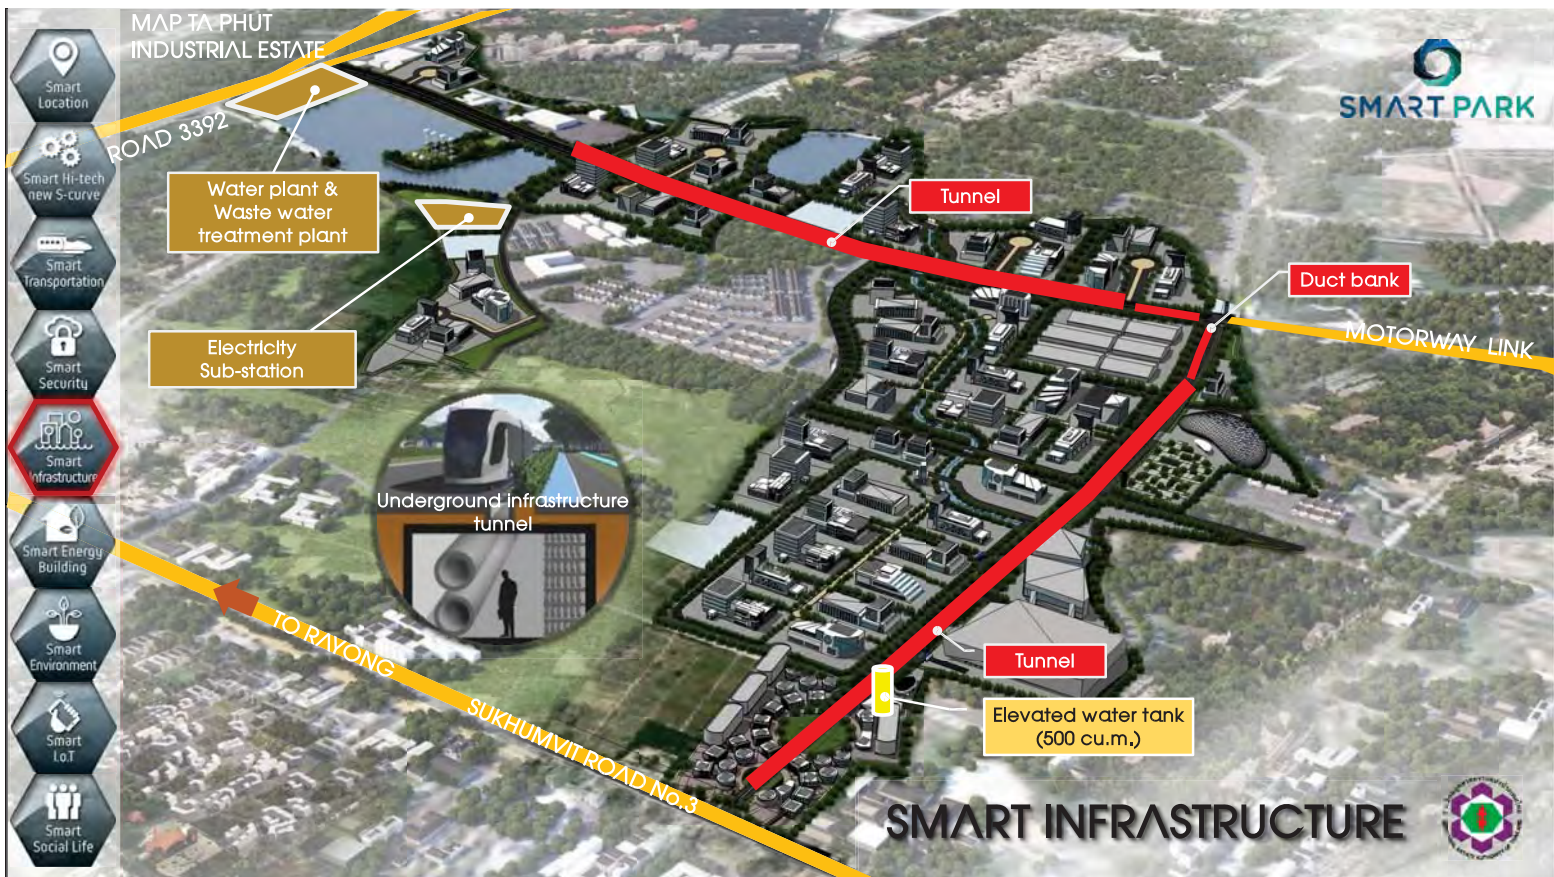 MAP TA PHUT
INDUSTRIAL ESTATE
ROAD 3392
SMART PARK
Smart
Location
Smart Hi-tech
new S-curve
Smart
Transportation
Smart
Security
Smart
Infrastructure
Smart Energy
Building
Smart
Environment
Smart
I.o.T
Smart
Social Life
Water plant &
Waste water
treatment plant
Electricity
Sub-station
Tunnel
Duct bank
MOTORWAY LINK
Underground infrastructure
tunnel
TO RAYONG
SUKHUMVIT ROAD No.3
Tunnel
Elevated water tank
(500 cu.m.)
SMART INFRASTRUCTURE